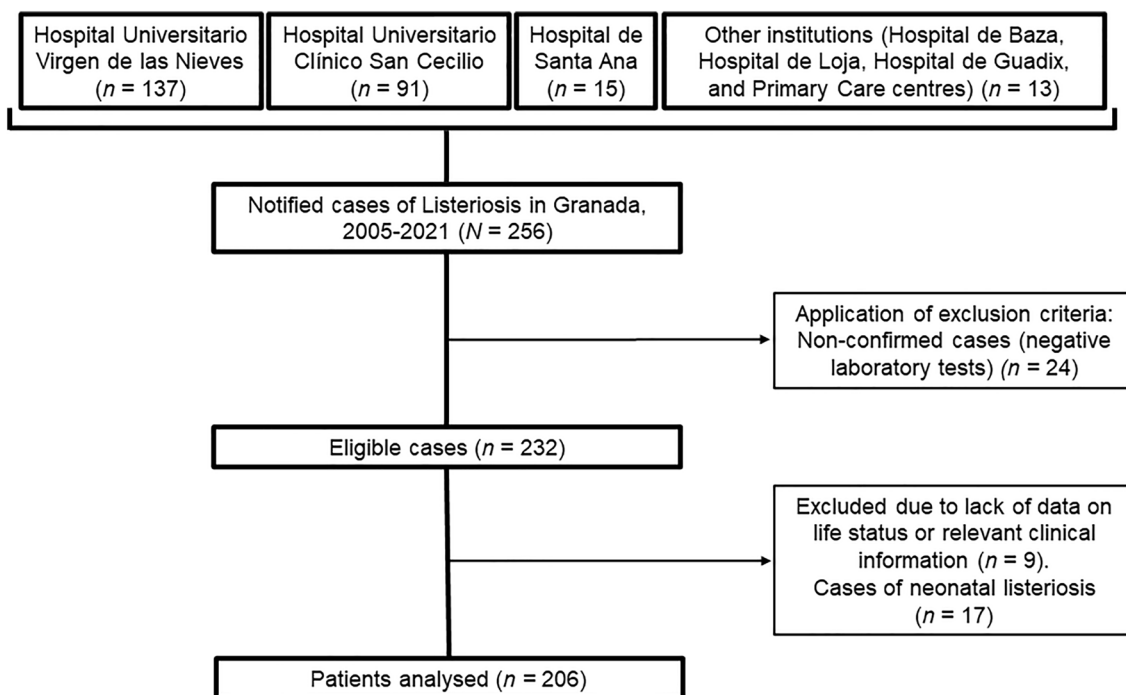 Hospital Universitario
Virgen de las Nieves
(n = 137)
Hospital Universitario
Clínico San Cecilio
(n = 91)
Hospital de
Santa Ana
(n = 15)
Other institutions (Hospital de Baza,
Hospital de Loja, Hospital de Guadix,
and Primary Care centres) (n = 13)
Notified cases of Listeriosis in Granada,
2005-2021 (N = 256)
Application of exclusion criteria:
Non-confirmed cases (negative
laboratory tests) (n = 24)
Eligible cases (n = 232)
Excluded due to lack of data on
life status or relevant clinical
information (n = 9).
Cases of neonatal listeriosis
(n = 17)
Patients analysed (n = 206)